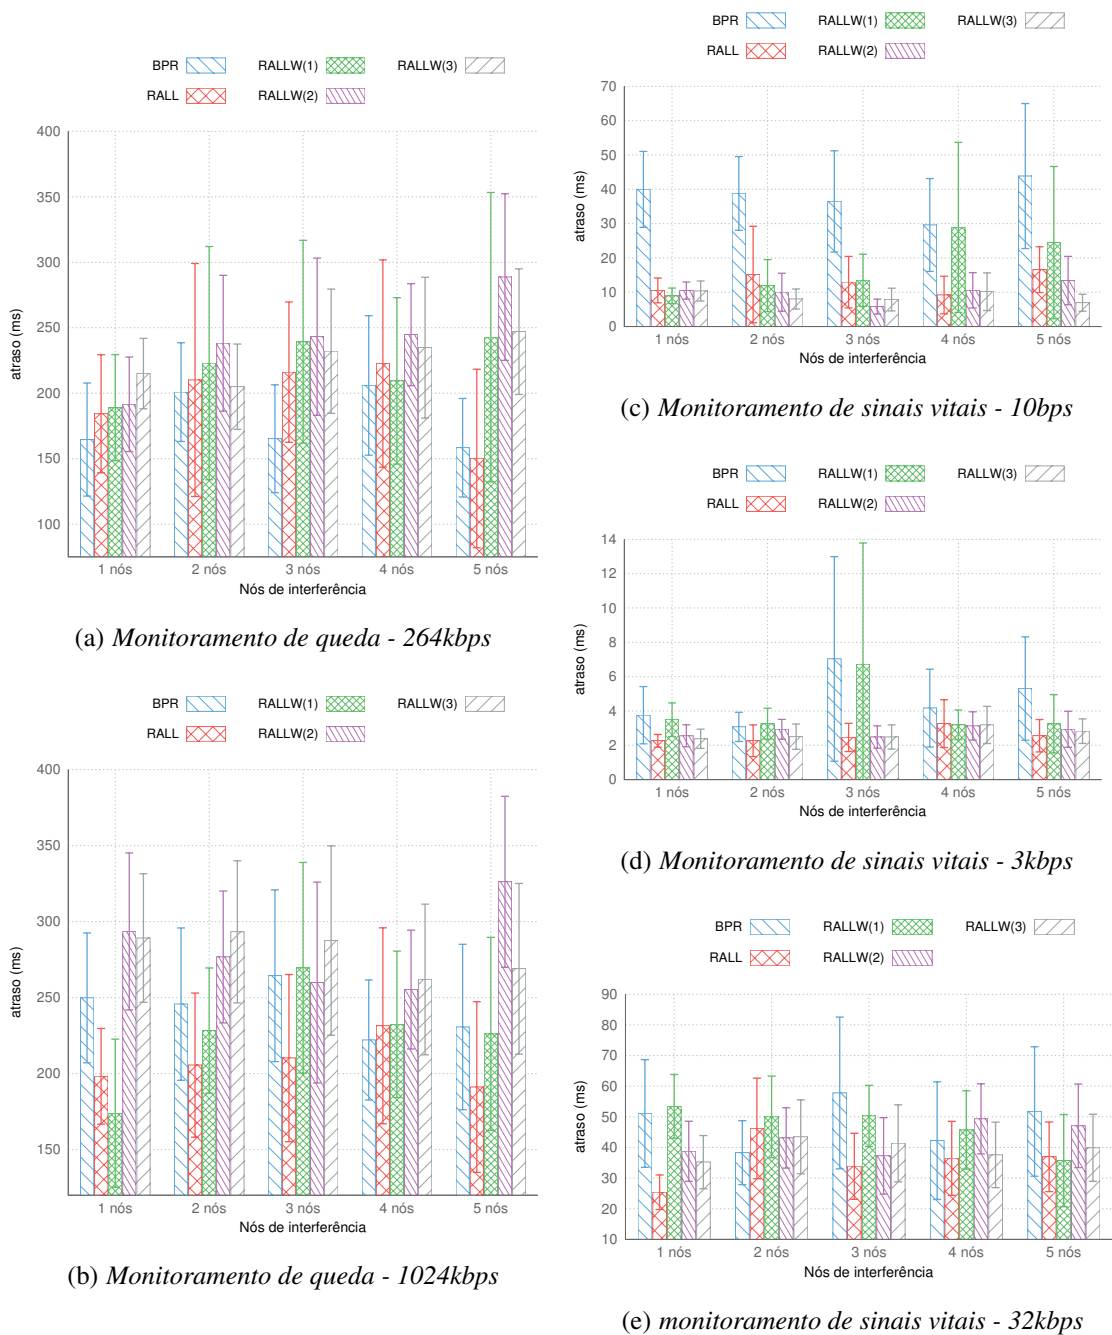 BPR RALLW(1) RALLW(3)
RALL RALLW(2)
400
350
300
250
200
150
100
atraso (ms)
1 nós 2 nós 3 nós 4 nós 5 nós
Nós de interferência
(a) Monitoramento de queda - 264kbps
BPR RALLW(1) RALLW(3)
RALL RALLW(2)
400
350
300
250
200
150
atraso (ms)
1 nós 2 nós 3 nós 4 nós 5 nós
Nós de interferência
(b) Monitoramento de queda - 1024kbps
BPR RALLW(1) RALLW(3)
RALL RALLW(2)
70
60
50
40
30
20
10
0
atraso (ms)
1 nós 2 nós 3 nós 4 nós 5 nós
Nós de interferência
(c) Monitoramento de sinais vitais - 10bps
BPR RALLW(1) RALLW(3)
RALL RALLW(2)
14
12
10
8
6
4
2
0
atraso (ms)
1 nós 2 nós 3 nós 4 nós 5 nós
Nós de interferência
(d) Monitoramento de sinais vitais - 3kbps
BPR RALLW(1) RALLW(3)
RALL RALLW(2)
90
80
70
60
50
40
30
20
10
atraso (ms)
1 nós 2 nós 3 nós 4 nós 5 nós
Nós de interferência
(e) monitoramento de sinais vitais - 32kbps